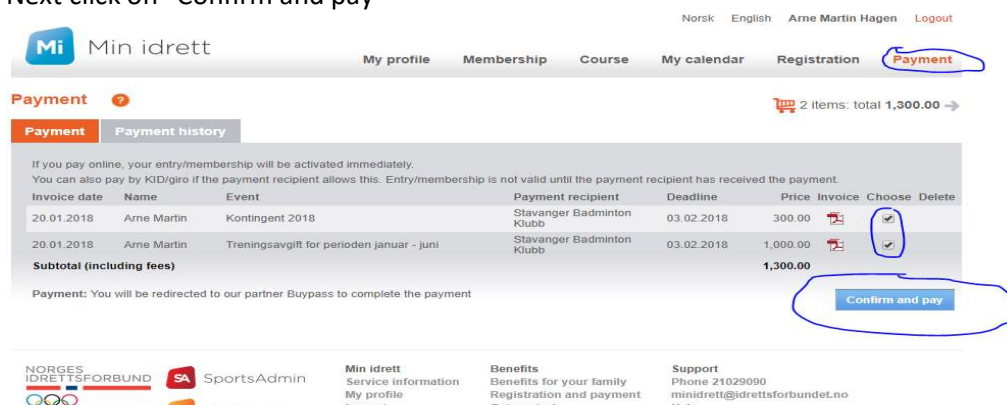 Next click on "Confirm and pay"
Norsk English Arne Martin Hagen Logout
Mi Min idrett
My profile Membership Course My calendar Registration Payment
Payment ?
2 items: total 1,300.00
Payment Payment history
If you pay online, your entry/membership will be activated immediately.
You can also pay by KID/giro if the payment recipient allows this. Entry/membership is not valid until the payment recipient has received the payment.
Invoice date Name Event Payment recipient Deadline Price Invoice Choose Delete
20.01.2018 Arne Martin Kontingent 2018 Stavanger Badminton Klubb 03.02.2018 300.00
20.01.2018 Arne Martin Treningsavgift for perioden januar - juni Stavanger Badminton Klubb 03.02.2018 1,000.00
Subtotal (including fees) 1,300.00
Payment: You will be redirected to our partner Buypass to complete the payment
Confirm and pay
NORGES IDRETTSFORBUND
SA SportsAdmin
Min idrett
Service information
My profile
Benefits
Benefits for your family
Registration and payment
Support
Phone 21029090
minidrett@idrettsforbundet.no